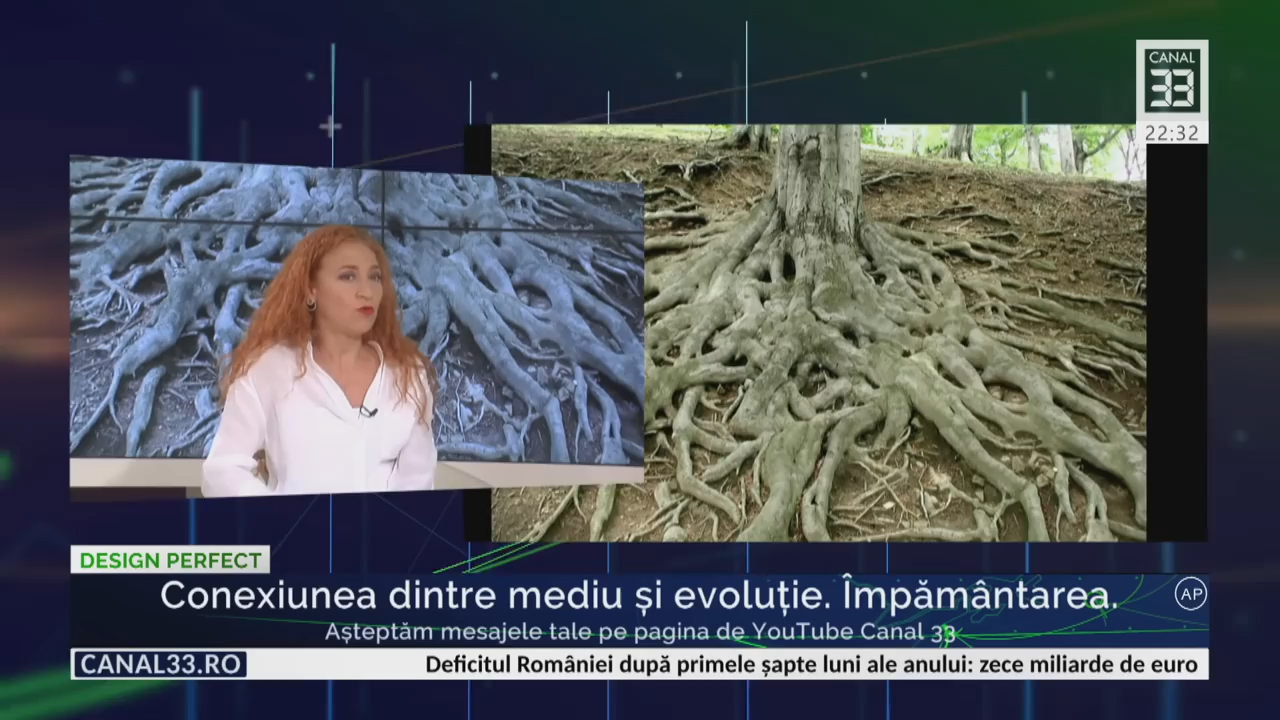 CANAL
33
22:32
DESIGN PERFECT
Conexiunea dintre mediu și evoluție. Împământarea.
AP
Așteptăm mesajele tale pe pagina de YouTube Canal 33
CANAL33.RO
Deficitul României după primele șapte luni ale anului: zece miliarde de euro